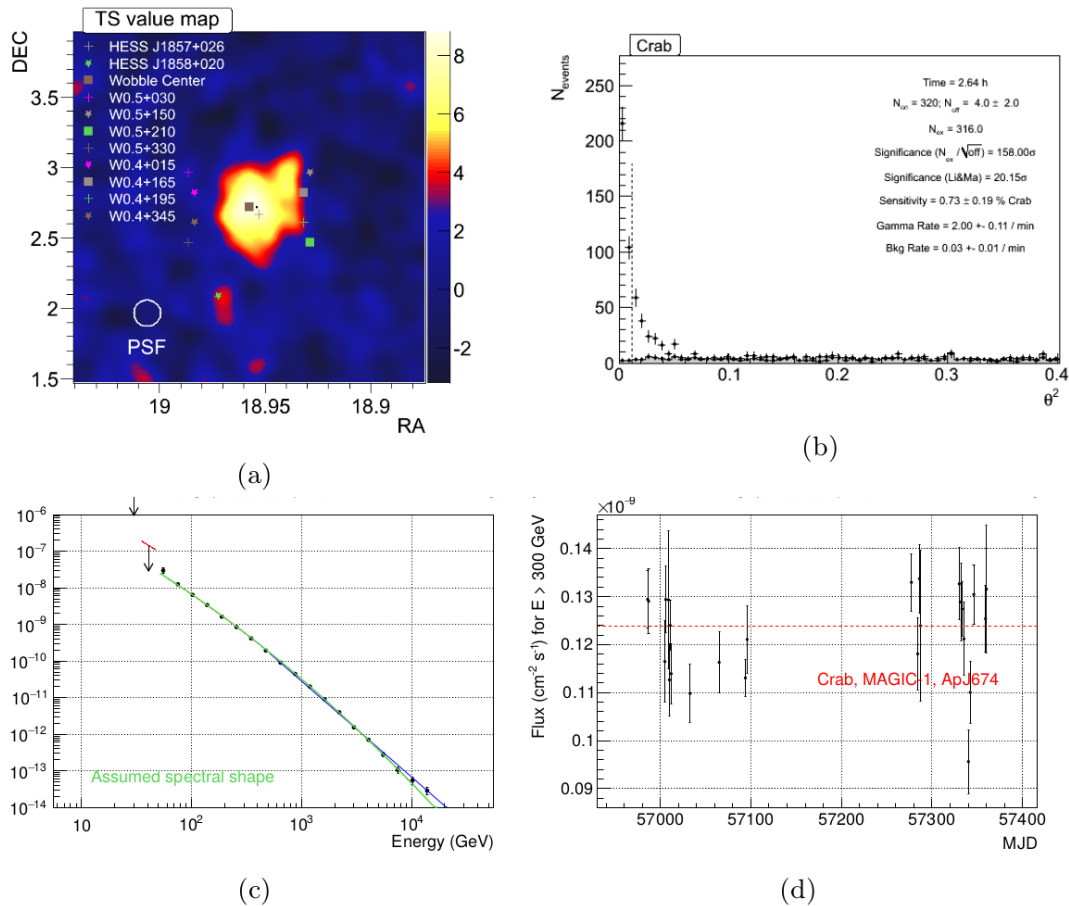 TS value map
DEC
HESS J1857+026
HESS J1858+020
Wobble Center
W0.5+030
W0.5+150
W0.5+210
W0.5+330
W0.4+015
W0.4+165
W0.4+195
W0.4+345
3.5
3
2.5
2
1.5
PSF
19
18.95
18.9
RA
8
6
4
2
0
-2
(a)
Crab
N_events
250
200
150
100
50
0
Time = 2.64 h
N_on = 320; N_off = 4.0 ± 2.0
N_ex = 316.0
Significance (N_ex / √off) = 158.00σ
Significance (Li&Ma) = 20.15σ
Sensitivity = 0.73 ± 0.19 % Crab
Gamma Rate = 2.00 +- 0.11 / min
Bkg Rate = 0.03 +- 0.01 / min
0
0.1
0.2
0.3
0.4
θ²
(b)
10⁻⁶
10⁻⁷
10⁻⁸
10⁻⁹
10⁻¹⁰
10⁻¹¹
10⁻¹²
10⁻¹³
10⁻¹⁴
Assumed spectral shape
10
10²
10³
10⁴
Energy (GeV)
(c)
×10⁻⁹
Flux (cm⁻² s⁻¹) for E > 300 GeV
0.14
0.13
0.12
0.11
0.1
0.09
Crab, MAGIC-1, ApJ674
57000
57100
57200
57300
57400
MJD
(d)